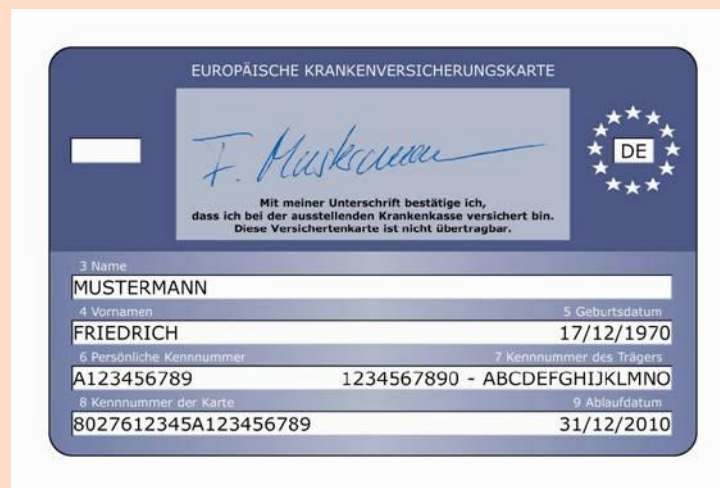 EUROPÄISCHE KRANKENVERSICHERUNGSKARTE
F. Mustermann
DE
Mit meiner Unterschrift bestätige ich,
dass ich bei der ausstellenden Krankenkasse versichert bin.
Diese Versichertenkarte ist nicht übertragbar.
3 Name
MUSTERMANN
4 Vornamen 5 Geburtsdatum
FRIEDRICH 17/12/1970
6 Persönliche Kennnummer 7 Kennnummer des Trägers
A123456789 1234567890 - ABCDEFGHIJKLMNO
8 Kennnummer der Karte 9 Ablaufdatum
8027612345A123456789 31/12/2010